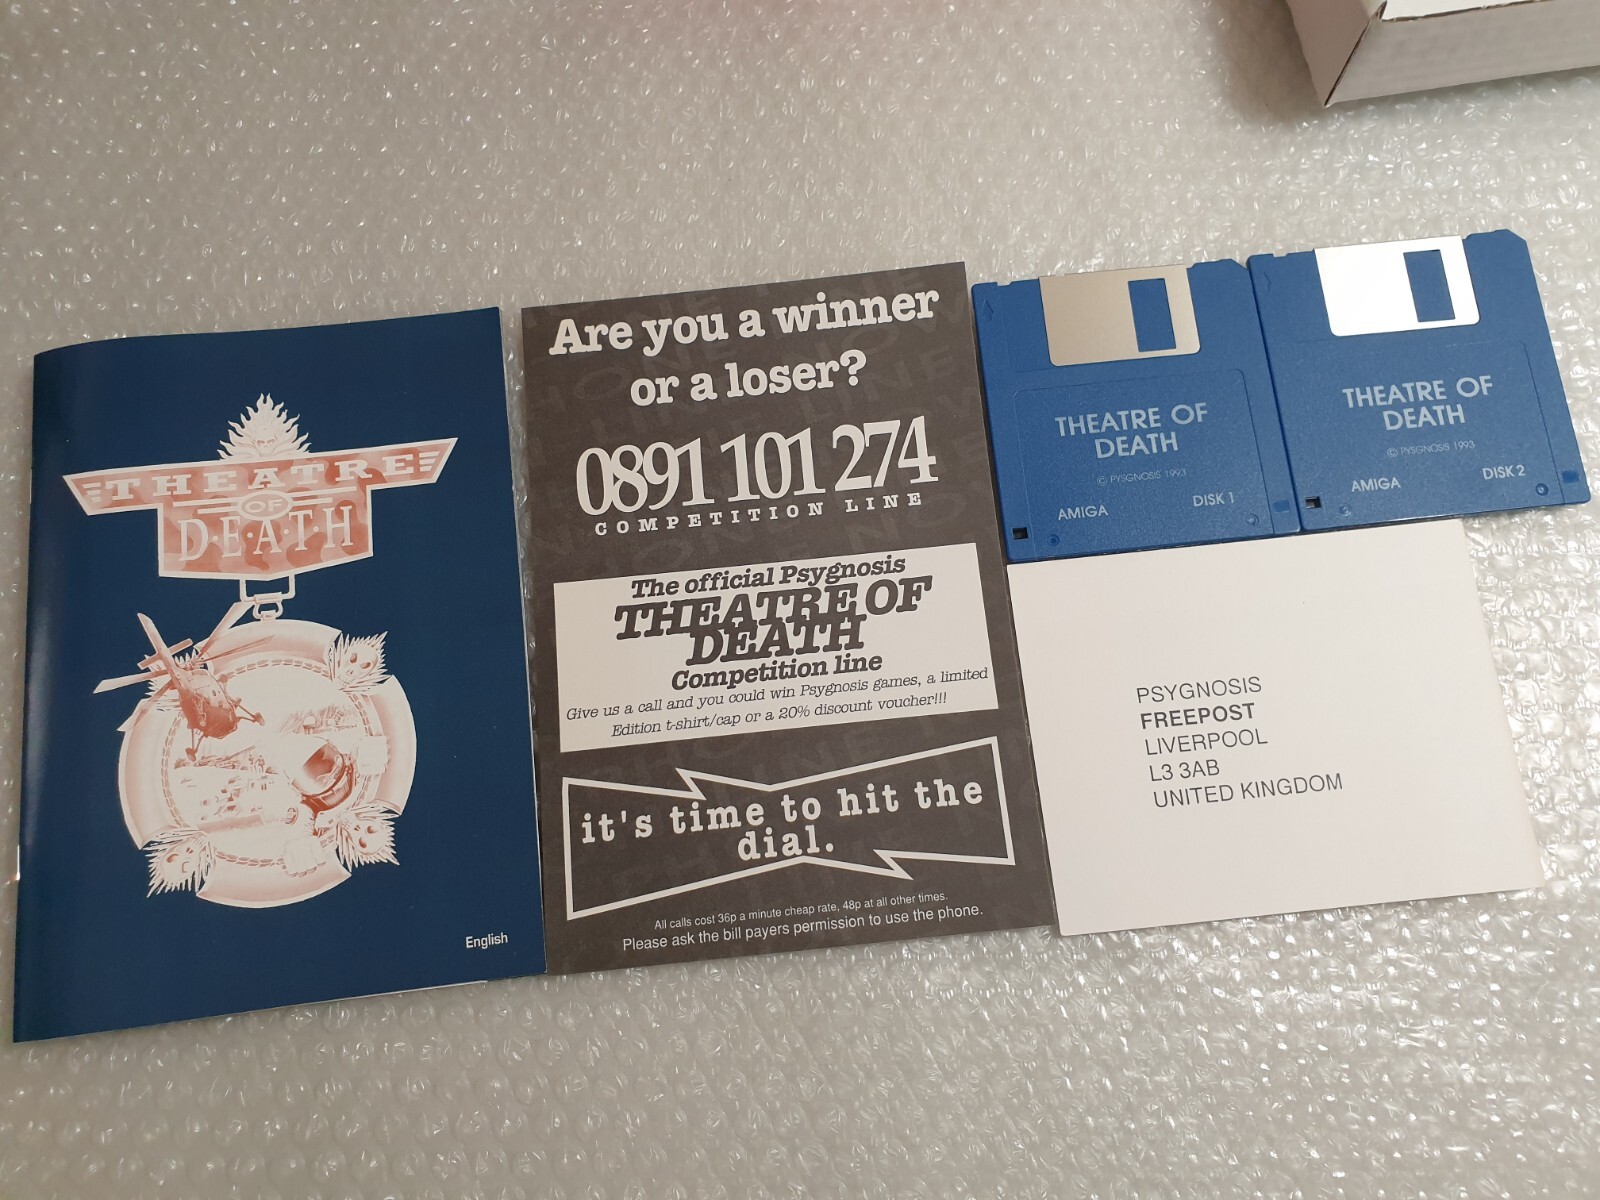 THEATRE
OF
D·E·A·T·H
English
Are you a winner
or a loser?
0891 101 274
COMPETITION LINE
The official Psygnosis
THEATRE OF
DEATH
Competition line
Give us a call and you could win Psygnosis games, a limited
Edition t-shirt/cap or a 20% discount voucher!!!
it's time to hit the
dial.
All calls cost 36p a minute cheap rate, 48p at all other times.
Please ask the bill payers permission to use the phone.
THEATRE OF
DEATH
© PYSGNOSIS 1993
AMIGA DISK 1
THEATRE OF
DEATH
© PYSGNOSIS 1993
AMIGA DISK 2
PSYGNOSIS
FREEPOST
LIVERPOOL
L3 3AB
UNITED KINGDOM